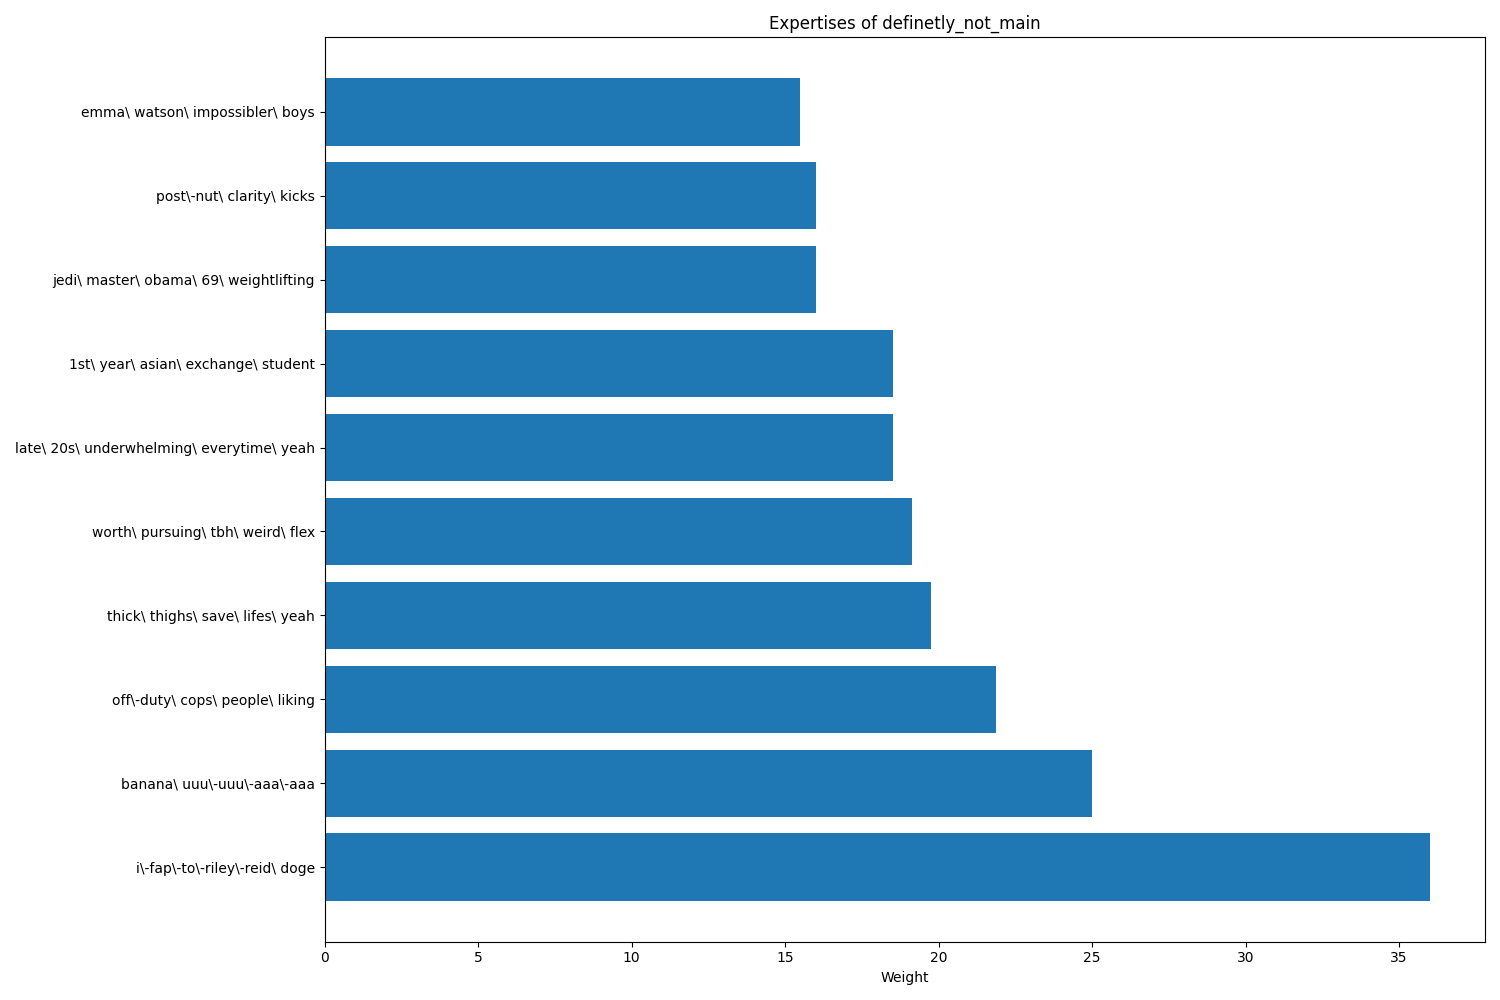 Expertises of definetly_not_main
emma\ watson\ impossibler\ boys
post\-nut\ clarity\ kicks
jedi\ master\ obama\ 69\ weightlifting
1st\ year\ asian\ exchange\ student
late\ 20s\ underwhelming\ everytime\ yeah
worth\ pursuing\ tbh\ weird\ flex
thick\ thighs\ save\ lifes\ yeah
off\-duty\ cops\ people\ liking
banana\ uuu\-uuu\-aaa\-aaa
i\-fap\-to\-riley\-reid\ doge
0 5 10 15 20 25 30 35
Weight